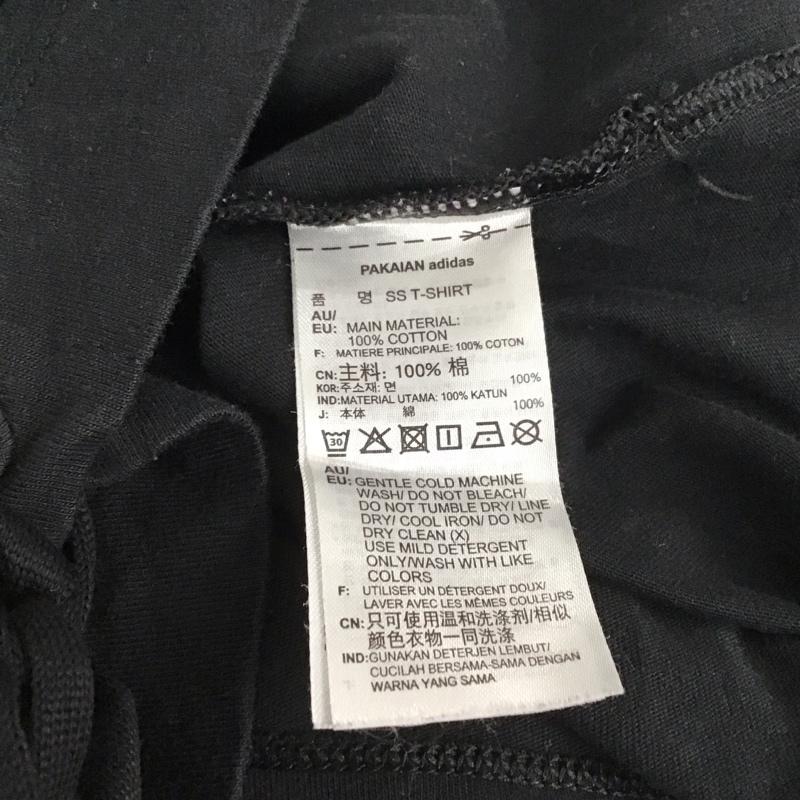 PAKAIAN adidas
品 명 SS T-SHIRT
AU/
EU: MAIN MATERIAL:
100% COTTON
F: MATIERE PRINCIPALE: 100% COTON
CN:主料: 100% 棉
KOR:주소재: 면 100%
IND:MATERIAL UTAMA: 100% KATUN
J: 本体 綿 100%
30
AU/
EU: GENTLE COLD MACHINE
WASH/ DO NOT BLEACH/
DO NOT TUMBLE DRY/ LINE
DRY/ COOL IRON/ DO NOT
DRY CLEAN (X)
USE MILD DETERGENT
ONLY/WASH WITH LIKE
COLORS
F: UTILISER UN DÉTERGENT DOUX/
LAVER AVEC LES MÊMES COULEURS
CN:只可使用温和洗涤剂/相似
颜色衣物一同洗涤
IND:GUNAKAN DETERJEN LEMBUT/
CUCILAH BERSAMA-SAMA DENGAN
WARNA YANG SAMA